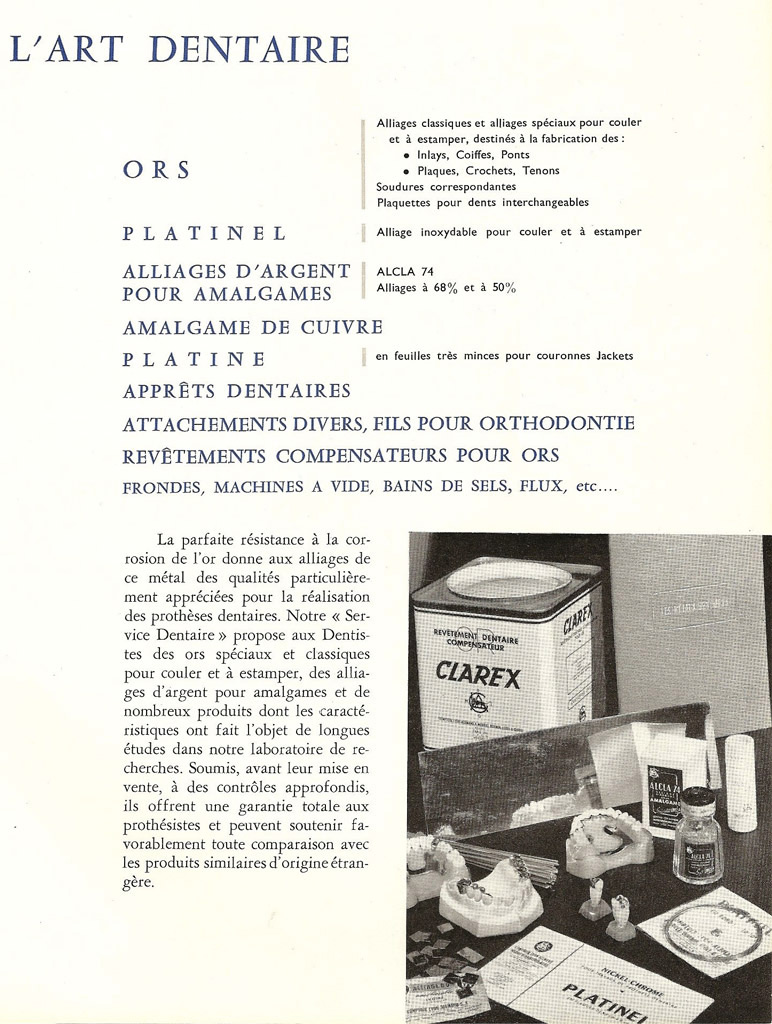 L'ART DENTAIRE
ORS
Alliages classiques et alliages spéciaux pour couler
et à estamper, destinés à la fabrication des :
• Inlays, Coiffes, Ponts
• Plaques, Crochets, Tenons
Soudures correspondantes
Plaquettes pour dents interchangeables
PLATINEL
Alliage inoxydable pour couler et à estamper
ALLIAGES D'ARGENT
POUR AMALGAMES
ALCLA 74
Alliages à 68% et à 50%
AMALGAME DE CUIVRE
PLATINE
en feuilles très minces pour couronnes Jackets
APPRÊTS DENTAIRES
ATTACHEMENTS DIVERS, FILS POUR ORTHODONTIE
REVÊTEMENTS COMPENSATEURS POUR ORS
FRONDES, MACHINES A VIDE, BAINS DE SELS, FLUX, etc....
La parfaite résistance à la cor-
rosion de l'or donne aux alliages de
ce métal des qualités particulière-
ment appréciées pour la réalisation
des prothèses dentaires. Notre « Ser-
vice Dentaire » propose aux Dentis-
tes des ors spéciaux et classiques
pour couler et à estamper, des allia-
ges d'argent pour amalgames et de
nombreux produits dont les caracté-
ristiques ont fait l'objet de longues
études dans notre laboratoire de re-
cherches. Soumis, avant leur mise en
vente, à des contrôles approfondis,
ils offrent une garantie totale aux
prothésistes et peuvent soutenir fa-
vorablement toute comparaison avec
les produits similaires d'origine étran-
gère.
REVÊTEMENT DENTAIRE
COMPENSATEUR
CLAREX
CLAREX
ALCLA 74
AMALGAME
ALCLA 74
NICKEL-CHROME
PLATINEL